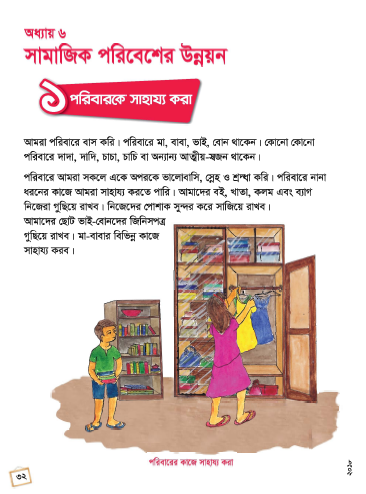 অধ্যায় ৬
সামাজিক পরিবেশের উন্নয়ন
১ পরিবারকে সাহায্য করা
আমরা পরিবারে বাস করি। পরিবারে মা, বাবা, ভাই, বোন থাকেন। কোনো কোনো
পরিবারে দাদা, দাদি, চাচা, চাচি বা অন্যান্য আত্মীয়-স্বজন থাকেন।
পরিবারে আমরা সকলে একে অপরকে ভালোবাসি, স্নেহ ও শ্রদ্ধা করি। পরিবারে নানা
ধরনের কাজে আমরা সাহায্য করতে পারি। আমাদের বই, খাতা, কলম এবং ব্যাগ
নিজেরা গুছিয়ে রাখব। নিজেদের পোশাক সুন্দর করে সাজিয়ে রাখব।
আমাদের ছোট ভাই-বোনদের জিনিসপত্র
গুছিয়ে রাখব। মা-বাবার বিভিন্ন কাজে
সাহায্য করব।
পরিবারের কাজে সাহায্য করা
৩২
২০১৮